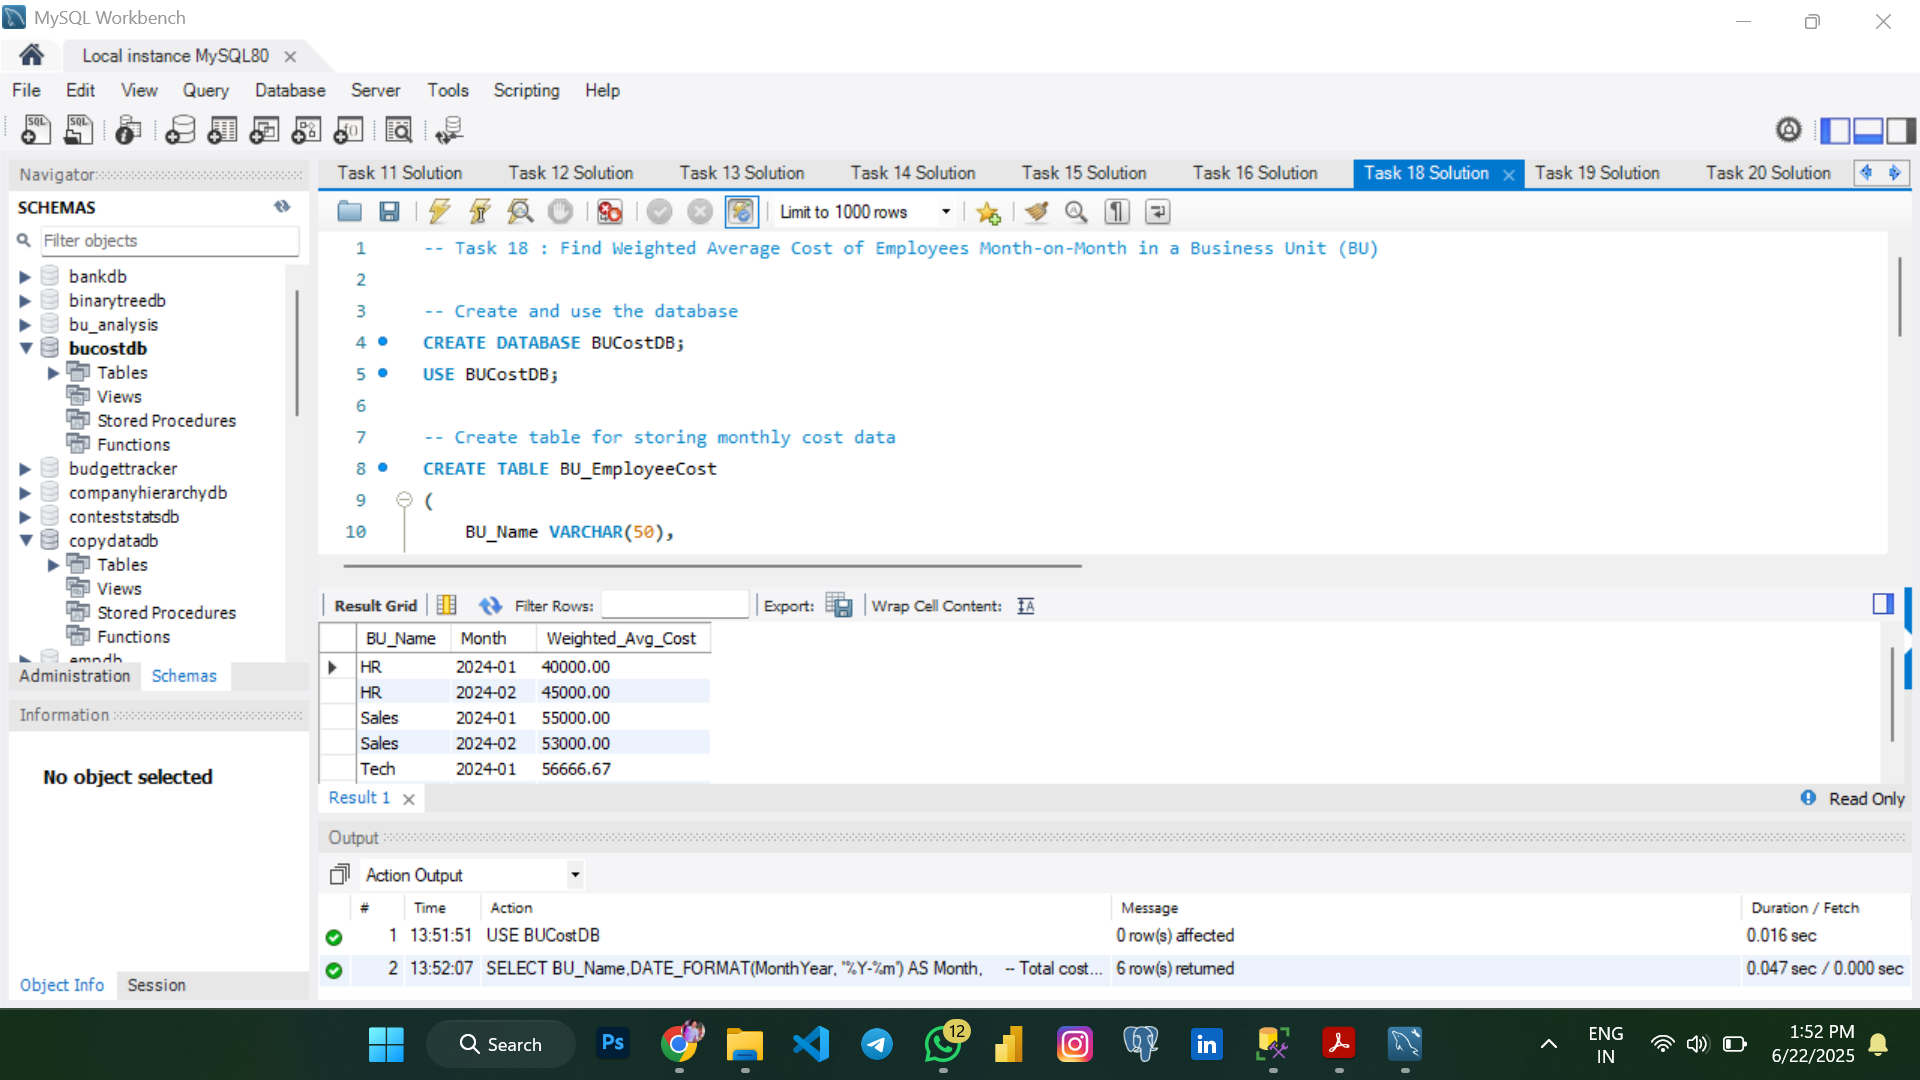 MySQL Workbench
Local instance MySQL80
File Edit View Query Database Server Tools Scripting Help
Navigator
SCHEMAS
Filter objects
bankdb
binarytreedb
bu_analysis
bucostdb
Tables
Views
Stored Procedures
Functions
budgettracker
companyhierarchydb
conteststatsdb
copydatadb
Tables
Views
Stored Procedures
Functions
empdb
Administration Schemas
Information
No object selected
Object Info Session
Task 11 Solution Task 12 Solution Task 13 Solution Task 14 Solution Task 15 Solution Task 16 Solution Task 18 Solution Task 19 Solution Task 20 Solution
Limit to 1000 rows
1 -- Task 18 : Find Weighted Average Cost of Employees Month-on-Month in a Business Unit (BU)
2
3 -- Create and use the database
4 CREATE DATABASE BUCostDB;
5 USE BUCostDB;
6
7 -- Create table for storing monthly cost data
8 CREATE TABLE BU_EmployeeCost
9 (
10 BU_Name VARCHAR(50),
Result Grid Filter Rows: Export: Wrap Cell Content:
BU_Name Month Weighted_Avg_Cost
HR 2024-01 40000.00
HR 2024-02 45000.00
Sales 2024-01 55000.00
Sales 2024-02 53000.00
Tech 2024-01 56666.67
Result 1 Read Only
Output
Action Output
# Time Action Message Duration / Fetch
1 13:51:51 USE BUCostDB 0 row(s) affected 0.016 sec
2 13:52:07 SELECT BU_Name,DATE_FORMAT(MonthYear, '%Y-%m') AS Month, -- Total cost... 6 row(s) returned 0.047 sec / 0.000 sec
Search Ps 12 in
ENG
IN
1:52 PM
6/22/2025